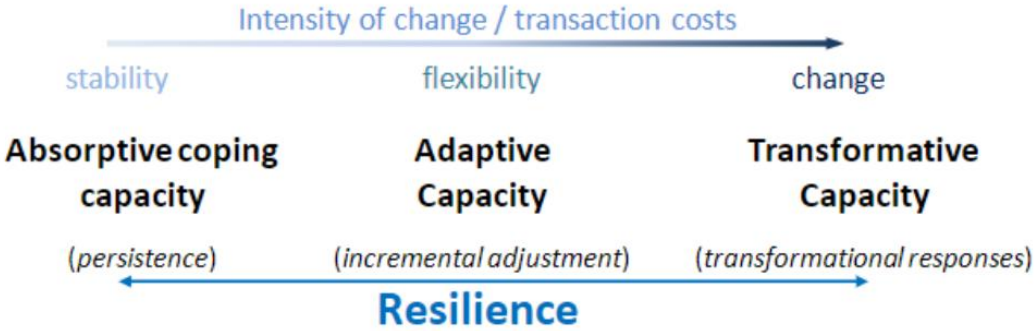 Intensity of change / transaction costs
stability flexibility change
Absorptive coping capacity
Adaptive Capacity
Transformative Capacity
(persistence) (incremental adjustment) (transformational responses)
Resilience